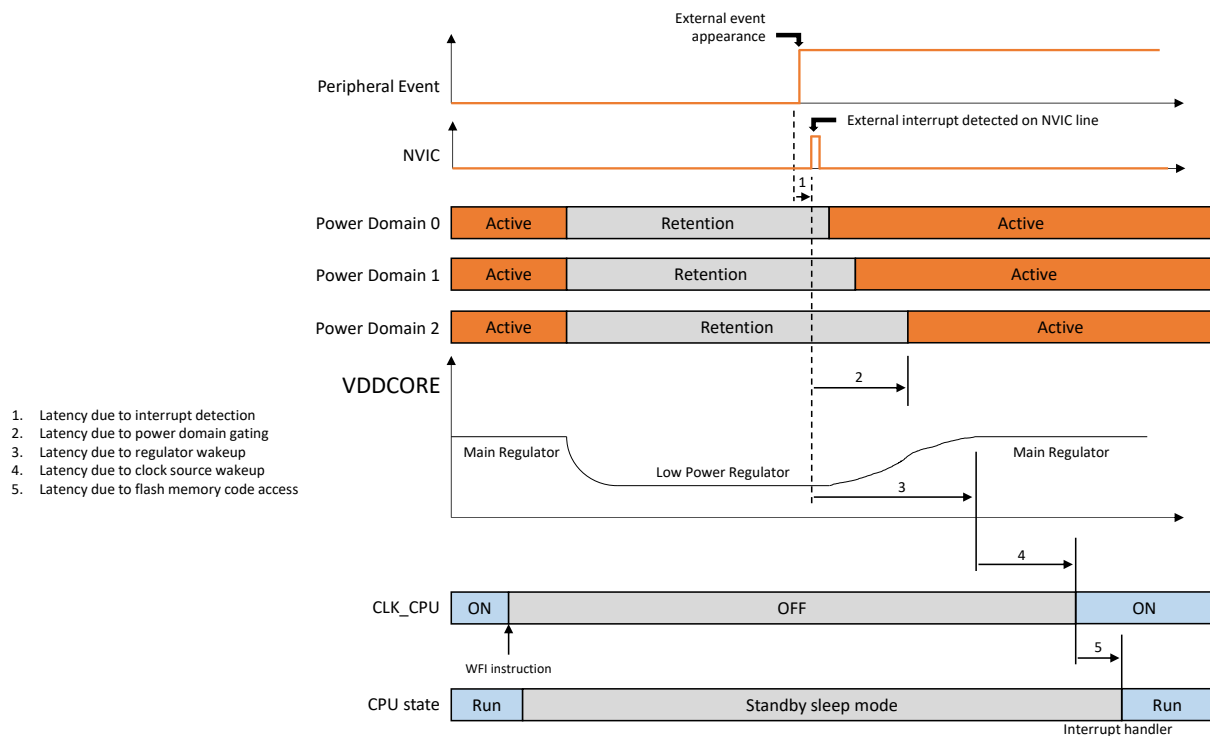 External event
appearance
Peripheral Event
External interrupt detected on NVIC line
NVIC
1
Power Domain 0
Active
Retention
Active
Power Domain 1
Active
Retention
Active
Power Domain 2
Active
Retention
Active
VDDCORE
2
1. Latency due to interrupt detection
2. Latency due to power domain gating
3. Latency due to regulator wakeup
4. Latency due to clock source wakeup
5. Latency due to flash memory code access
Main Regulator
Low Power Regulator
Main Regulator
3
4
CLK_CPU
ON
OFF
ON
WFI instruction
5
CPU state
Run
Standby sleep mode
Run
Interrupt handler